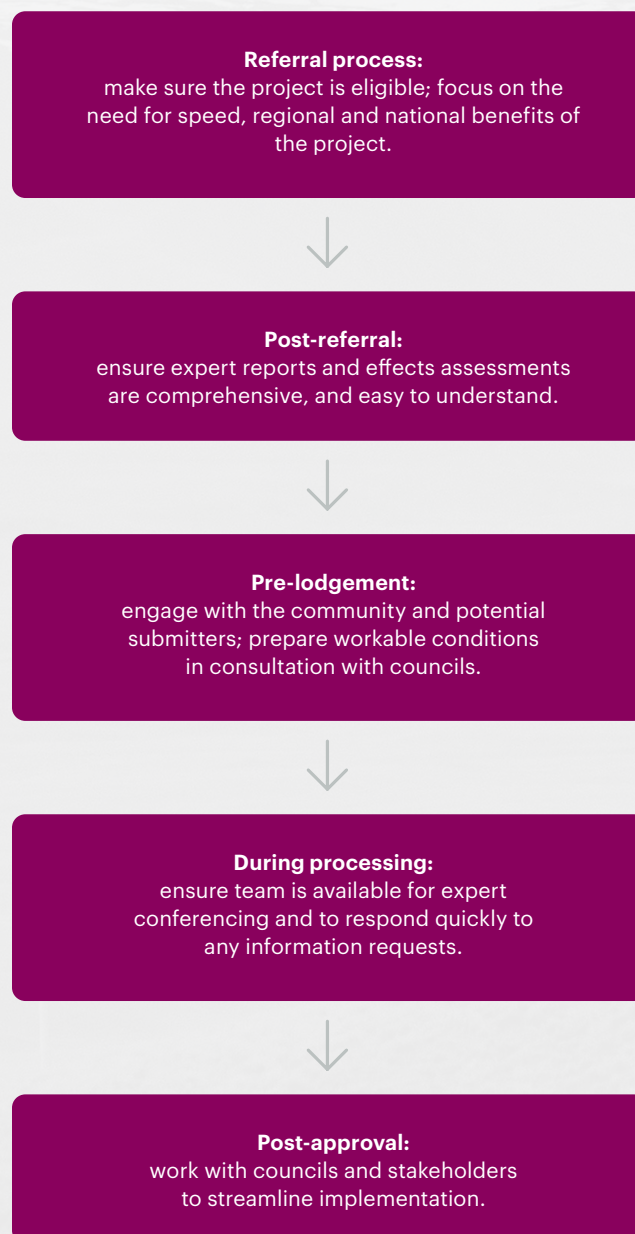 Referral process:
make sure the project is eligible; focus on the
need for speed, regional and national benefits of
the project.
Post-referral:
ensure expert reports and effects assessments
are comprehensive, and easy to understand.
Pre-lodgement:
engage with the community and potential
submitters; prepare workable conditions
in consultation with councils.
During processing:
ensure team is available for expert
conferencing and to respond quickly to
any information requests.
Post-approval:
work with councils and stakeholders
to streamline implementation.